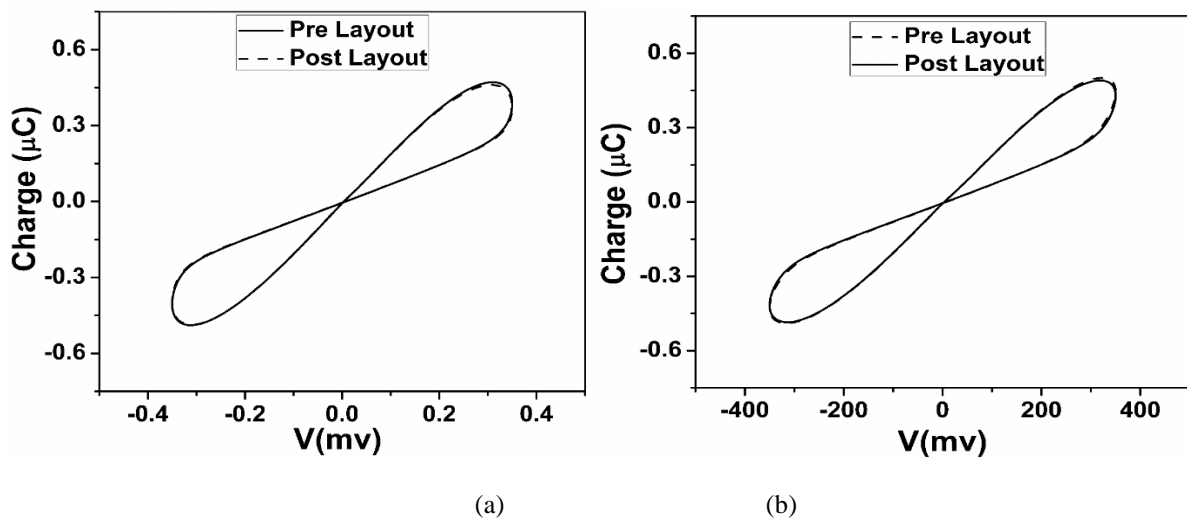 Pre Layout
Post Layout
Charge (μC)
0.6
0.3
0.0
-0.3
-0.6
-0.4
-0.2
0.0
0.2
0.4
V(mv)
(a)
Pre Layout
Post Layout
Charge (μC)
0.6
0.3
0.0
-0.3
-0.6
-400
-200
0
200
400
V(mv)
(b)